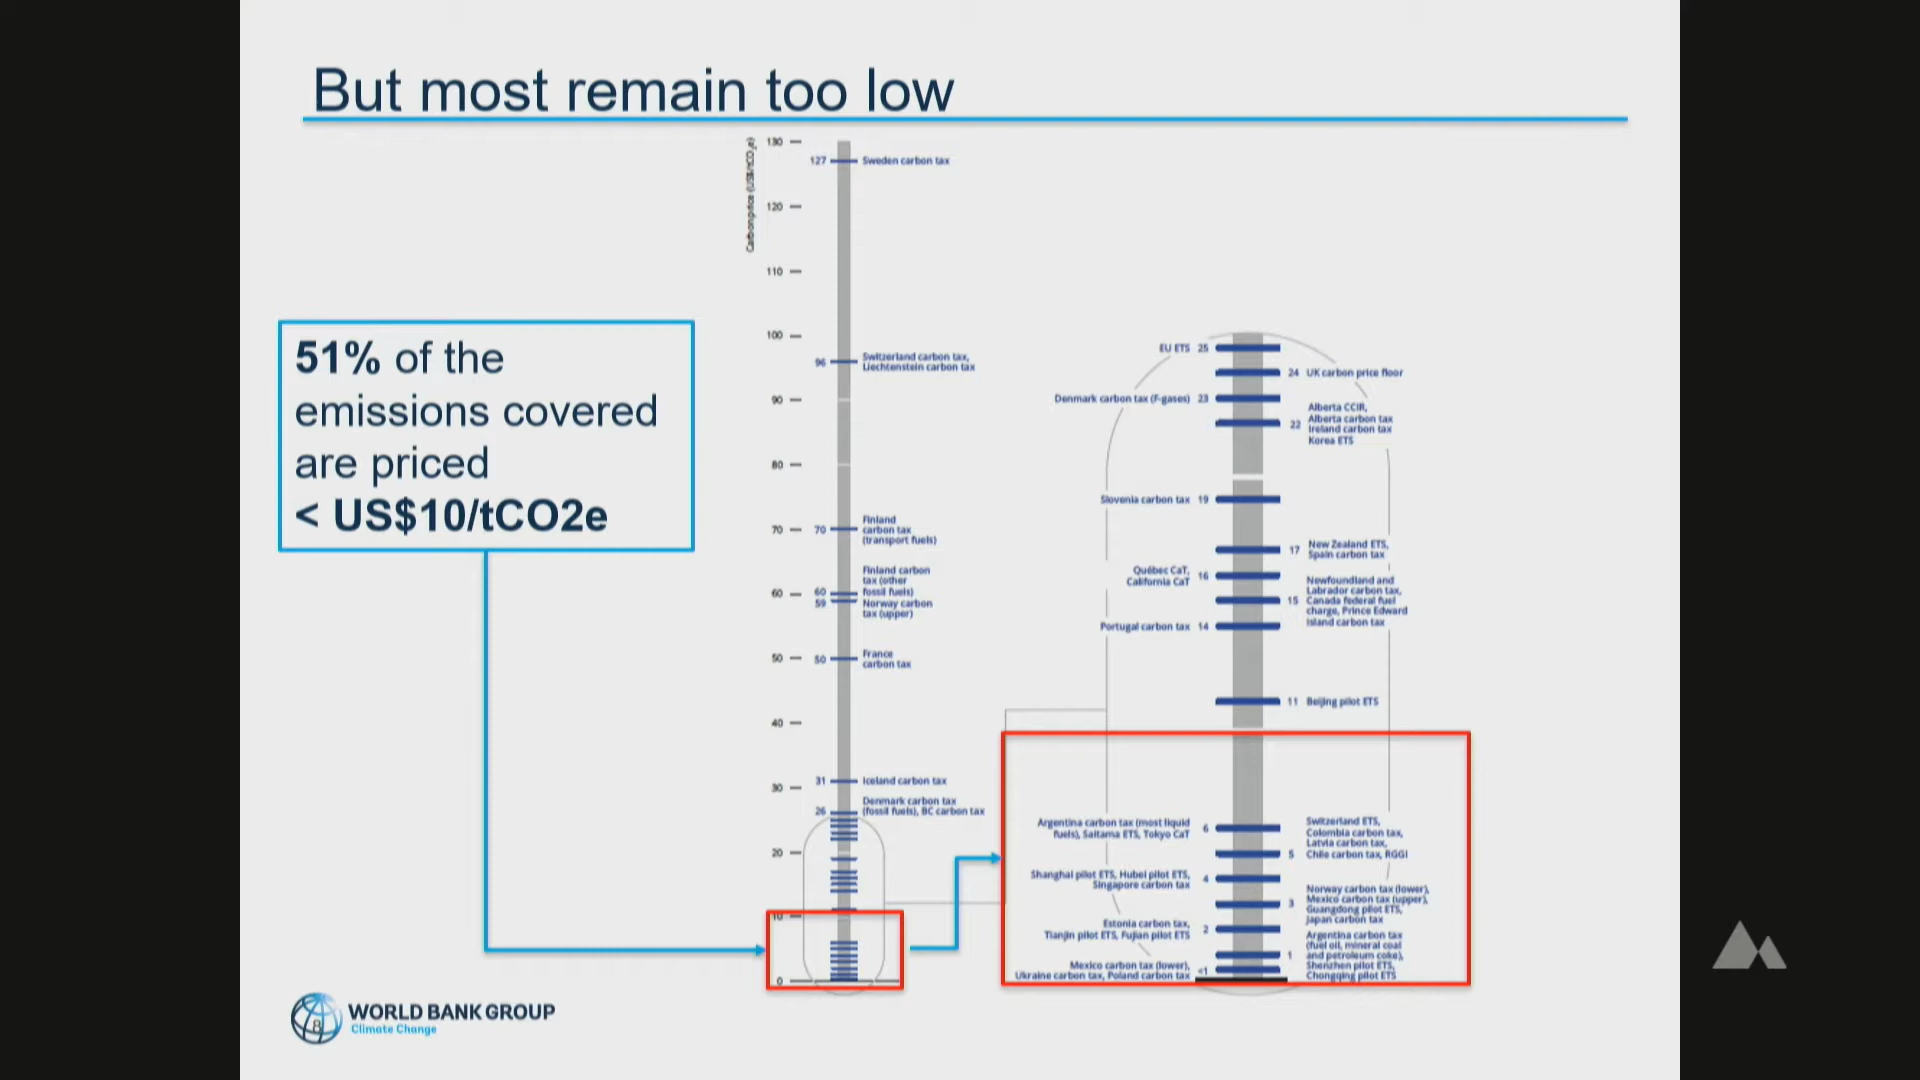 But most remain too low
51% of the
emissions covered
are priced
< US$10/tCO2e
Carbon price (US$/tCO2e)
130
120
110
100
90
80
70
60
50
40
30
20
10
0
127 Sweden carbon tax
96 Switzerland carbon tax,
Liechtenstein carbon tax
70 Finland
carbon tax
(transport fuels)
60 Finland carbon
tax (other
fossil fuels)
59 Norway carbon
tax (upper)
50 France
carbon tax
31 Iceland carbon tax
26 Denmark carbon tax
(fossil fuels), BC carbon tax
EU ETS 25
24 UK carbon price floor
Denmark carbon tax (F-gases) 23
22 Alberta CCIR,
Alberta carbon tax
Ireland carbon tax
Korea ETS
Slovenia carbon tax 19
17 New Zealand ETS,
Spain carbon tax
Québec CaT,
California CaT 16
15 Newfoundland and
Labrador carbon tax,
Canada federal fuel
charge, Prince Edward
Island carbon tax
Portugal carbon tax 14
11 Beijing pilot ETS
Argentina carbon tax (most liquid
fuels), Saitama ETS, Tokyo CaT 6
5 Switzerland ETS,
Colombia carbon tax,
Latvia carbon tax,
Chile carbon tax, RGGI
Shanghai pilot ETS, Hubei pilot ETS,
Singapore carbon tax 4
3 Norway carbon tax (lower),
Mexico carbon tax (upper),
Guangdong pilot ETS,
Japan carbon tax
Estonia carbon tax,
Tianjin pilot ETS, Fujian pilot ETS 2
1 Argentina carbon tax
(fuel oil, mineral coal
and petroleum coke),
Shenzhen pilot ETS,
Chongqing pilot ETS
Mexico carbon tax (lower),
Ukraine carbon tax, Poland carbon tax <1
8
WORLD BANK GROUP
Climate Change